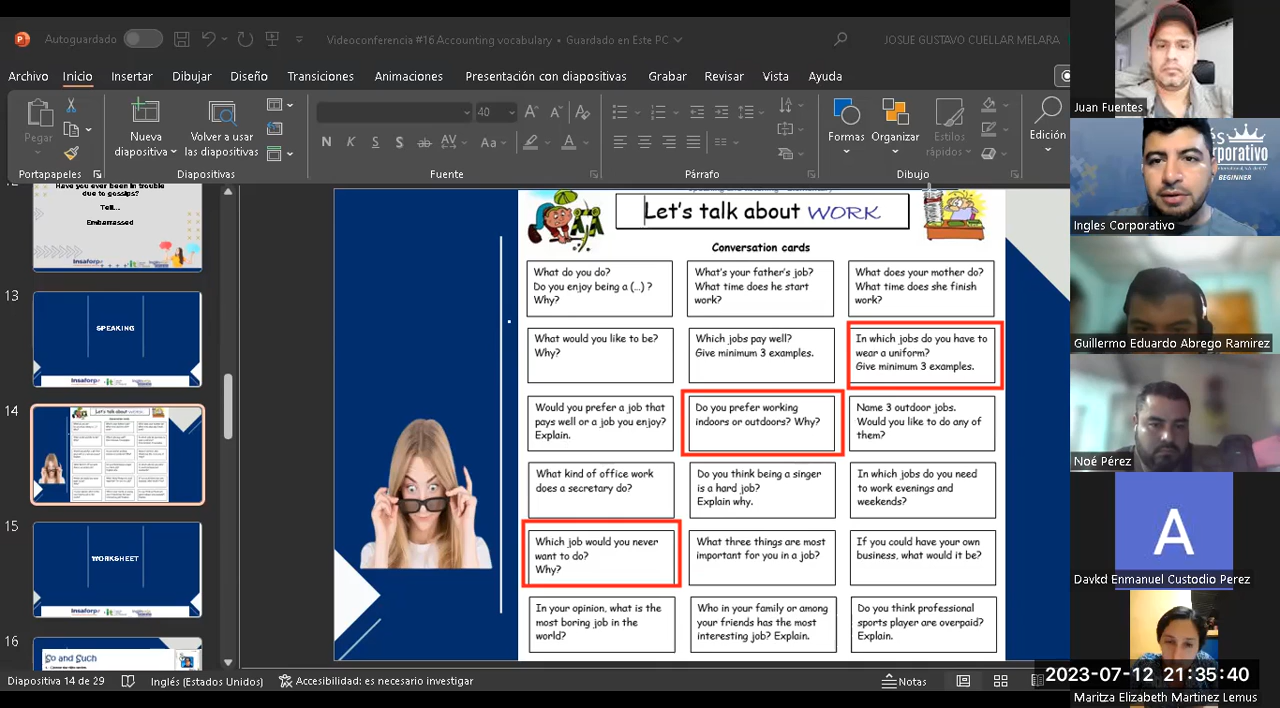 Autoguardado
Videoconferencia #16 Accounting vocabulary • Guardado en Este PC
JOSUE GUSTAVO CUELLAR MELARA
Archivo Inicio Insertar Dibujar Diseño Transiciones Animaciones Presentación con diapositivas Grabar Revisar Vista Ayuda
Pegar
Nueva
diapositiva
Volver a usar
las diapositivas
40
N K S S ab AV Aa
Formas
Organizar
Estilos
rápidos
Edición
Portapapeles
Diapositivas
Fuente
Párrafo
Dibujo
Have you ever been in trouble
due to gossips?
Tell...
Embarrassed
Insaforp
13
SPEAKING
Insaforp
14
Let's talk about WORK
15
WORKSHEET
Insaforp
16
So and Such
Let's talk about WORK
Conversation cards
What do you do?
Do you enjoy being a (...) ?
Why?
What's your father's job?
What time does he start
work?
What does your mother do?
What time does she finish
work?
What would you like to be?
Why?
Which jobs pay well?
Give minimum 3 examples.
In which jobs do you have to
wear a uniform?
Give minimum 3 examples.
Would you prefer a job that
pays well or a job you enjoy?
Explain.
Do you prefer working
indoors or outdoors? Why?
Name 3 outdoor jobs.
Would you like to do any of
them?
What kind of office work
does a secretary do?
Do you think being a singer
is a hard job?
Explain why.
In which jobs do you need
to work evenings and
weekends?
Which job would you never
want to do?
Why?
What three things are most
important for you in a job?
If you could have your own
business, what would it be?
In your opinion, what is the
most boring job in the
world?
Who in your family or among
your friends has the most
interesting job? Explain.
Do you think professional
sports player are overpaid?
Explain.
Diapositiva 14 de 29
Inglés (Estados Unidos)
Accesibilidad: es necesario investigar
Notas
Juan Fuentes
és
orporativo
BEGINNER
Ingles Corporativo
Guillermo Eduardo Abrego Ramirez
Noé Pérez
A
Davkd Enmanuel Custodio Perez
2023-07-12 21:35:40
Maritza Elizabeth Martinez Lemus